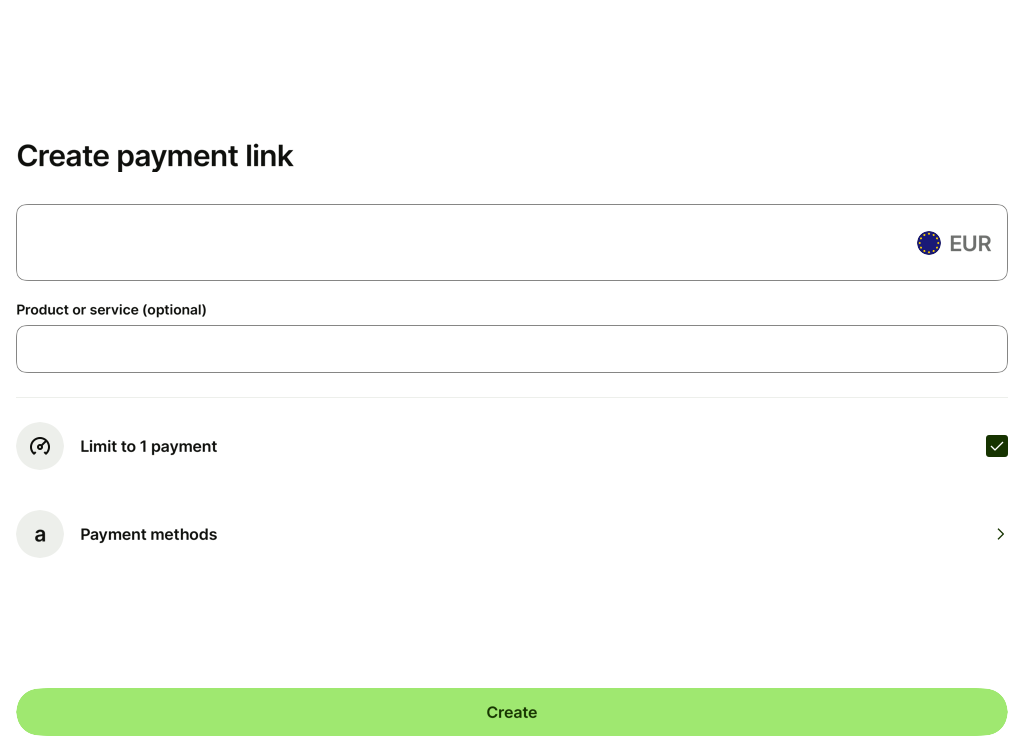 Create payment link
EUR
Product or service (optional)
Limit to 1 payment
a
Payment methods
Create